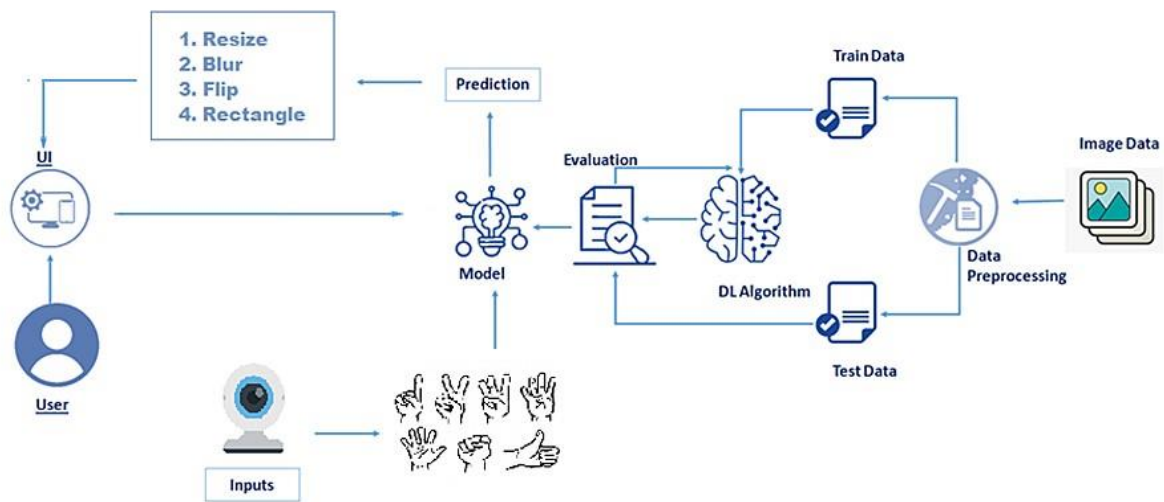 1. Resize
2. Blur
3. Flip
4. Rectangle
Prediction
Train Data
Image Data
UI
Evaluation
Model
DL Algorithm
Data
Preprocessing
Test Data
User
Inputs